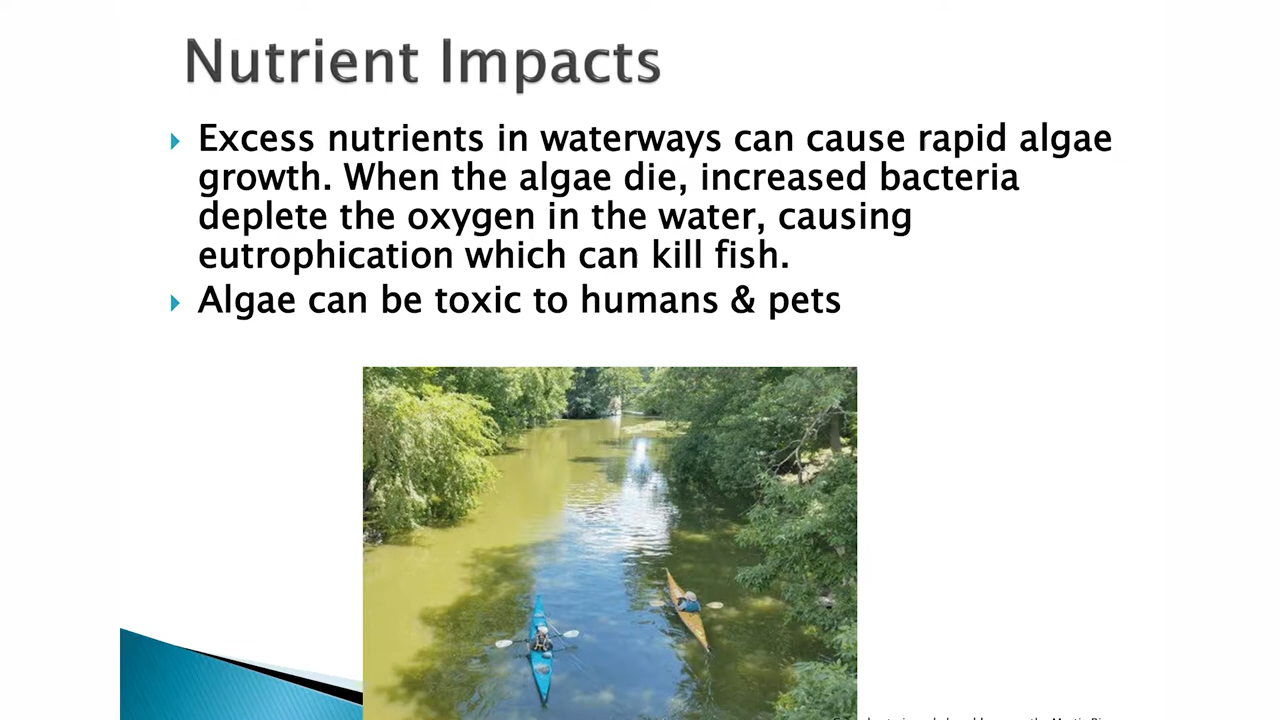 Nutrient Impacts
Excess nutrients in waterways can cause rapid algae
growth. When the algae die, increased bacteria
deplete the oxygen in the water, causing
eutrophication which can kill fish.
Algae can be toxic to humans & pets